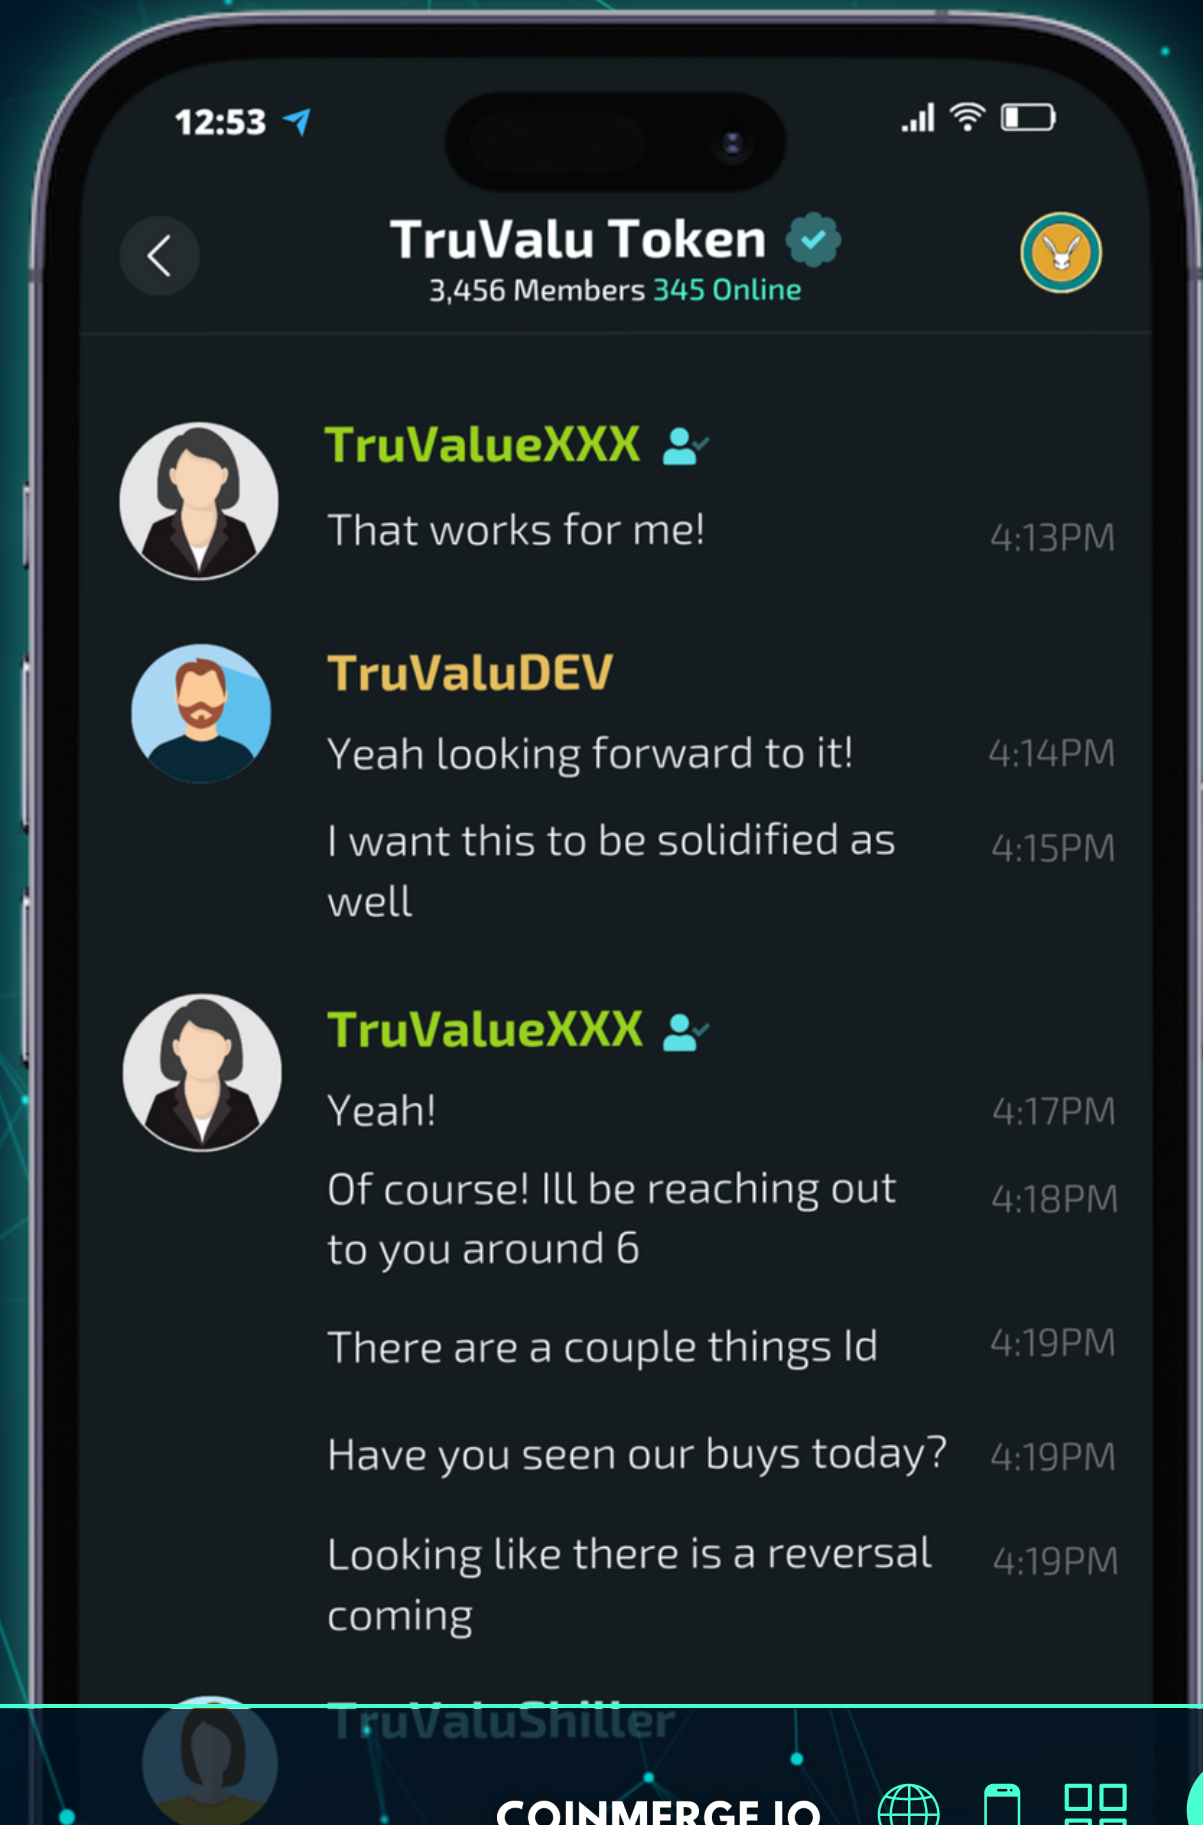 12:53
TruValu Token
3,456 Members 345 Online
TruValueXXX
That works for me!
4:13PM
TruValuDEV
Yeah looking forward to it!
4:14PM
I want this to be solidified as
well
4:15PM
TruValueXXX
Yeah!
4:17PM
Of course! Ill be reaching out
to you around 6
4:18PM
There are a couple things Id
4:19PM
Have you seen our buys today?
4:19PM
Looking like there is a reversal
coming
4:19PM
TruValuShiller
COINMERGE.IO